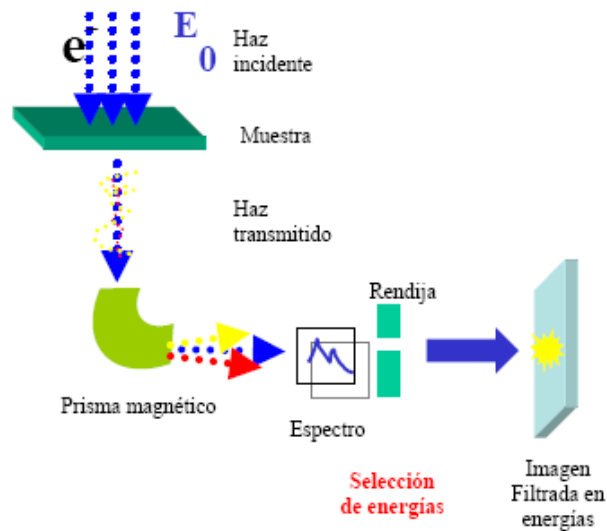 e⁻
E
0
Haz
incidente
Muestra
Haz
transmitido
Rendija
Prisma magnético
Espectro
Selección
de energías
Imagen
Filtrada en
energías